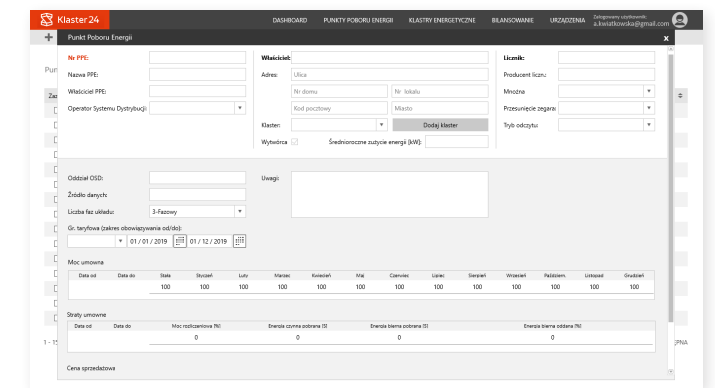 Klaster 24
DASHBOARD PUNKTY POBORU ENERGII KLASTRY ENERGETYCZNE BILANSOWANIE URZĄDZENIA
Zalogowany użytkownik:
a.kwiatkowska@gmail.com
Punkt Poboru Energii x
Nr PPE: Właściciel: Licznik:
Nazwa PPE: Adres: Ulica Producent liczn:
Właściciel PPE: Nr domu Nr lokalu Mnożna
Operator Systemu Dystrybucji Kod pocztowy Miasto Przesunięcie zegara:
Klaster: Dodaj klaster Tryb odczytu:
Wytwórca Średnioroczne zużycie energii [kW]:
Oddział OSD: Uwagi:
Źródło danych:
Liczba faz układu: 3-Fazowy
Gr. taryfowa (zakres obowiązywania od/do):
01 / 01 / 2019 01 / 12 / 2019
Moc umowna
Data od Data do Stała Styczeń Luty Marzec Kwiecień Maj Czerwiec Lipiec Sierpień Wrzesień Październ. Listopad Grudzień
100 100 100 100 100 100 100 100 100 100 100 100 100
Straty umowne
Data od Data do Moc rozliczeniowa [%] Energia czynna pobrana [S] Energia bierna pobrana [S] Energia bierna oddana [%]
0 0 0 0
Cena sprzedażowa